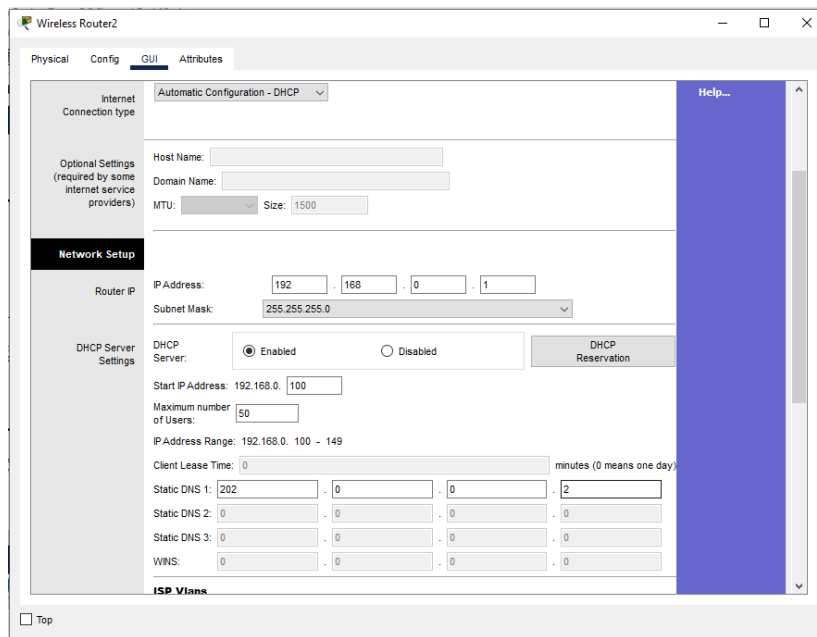 Wireless Router2
Physical Config GUI Attributes
Internet
Connection type
Automatic Configuration - DHCP
Help...
Optional Settings
(required by some
internet service
providers)
Host Name:
Domain Name:
MTU: Size: 1500
Network Setup
Router IP
IP Address: 192 . 168 . 0 . 1
Subnet Mask: 255.255.255.0
DHCP Server
Settings
DHCP
Server:
Enabled Disabled
DHCP
Reservation
Start IP Address: 192.168.0. 100
Maximum number
of Users:
50
IP Address Range: 192.168.0. 100 - 149
Client Lease Time: 0 minutes (0 means one day)
Static DNS 1: 202 . 0 . 0 . 2
Static DNS 2: 0 . 0 . 0 . 0
Static DNS 3: 0 . 0 . 0 . 0
WINS: 0 . 0 . 0 . 0
ISP Vlans
Top